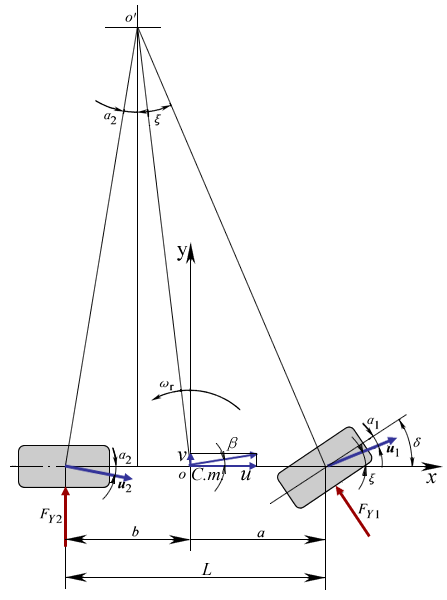 o'
a2 ξ
y
ωr
v β
a2 u2 o C.m. u a1 u1 δ x
ξ
FY2 FY1
b a
L